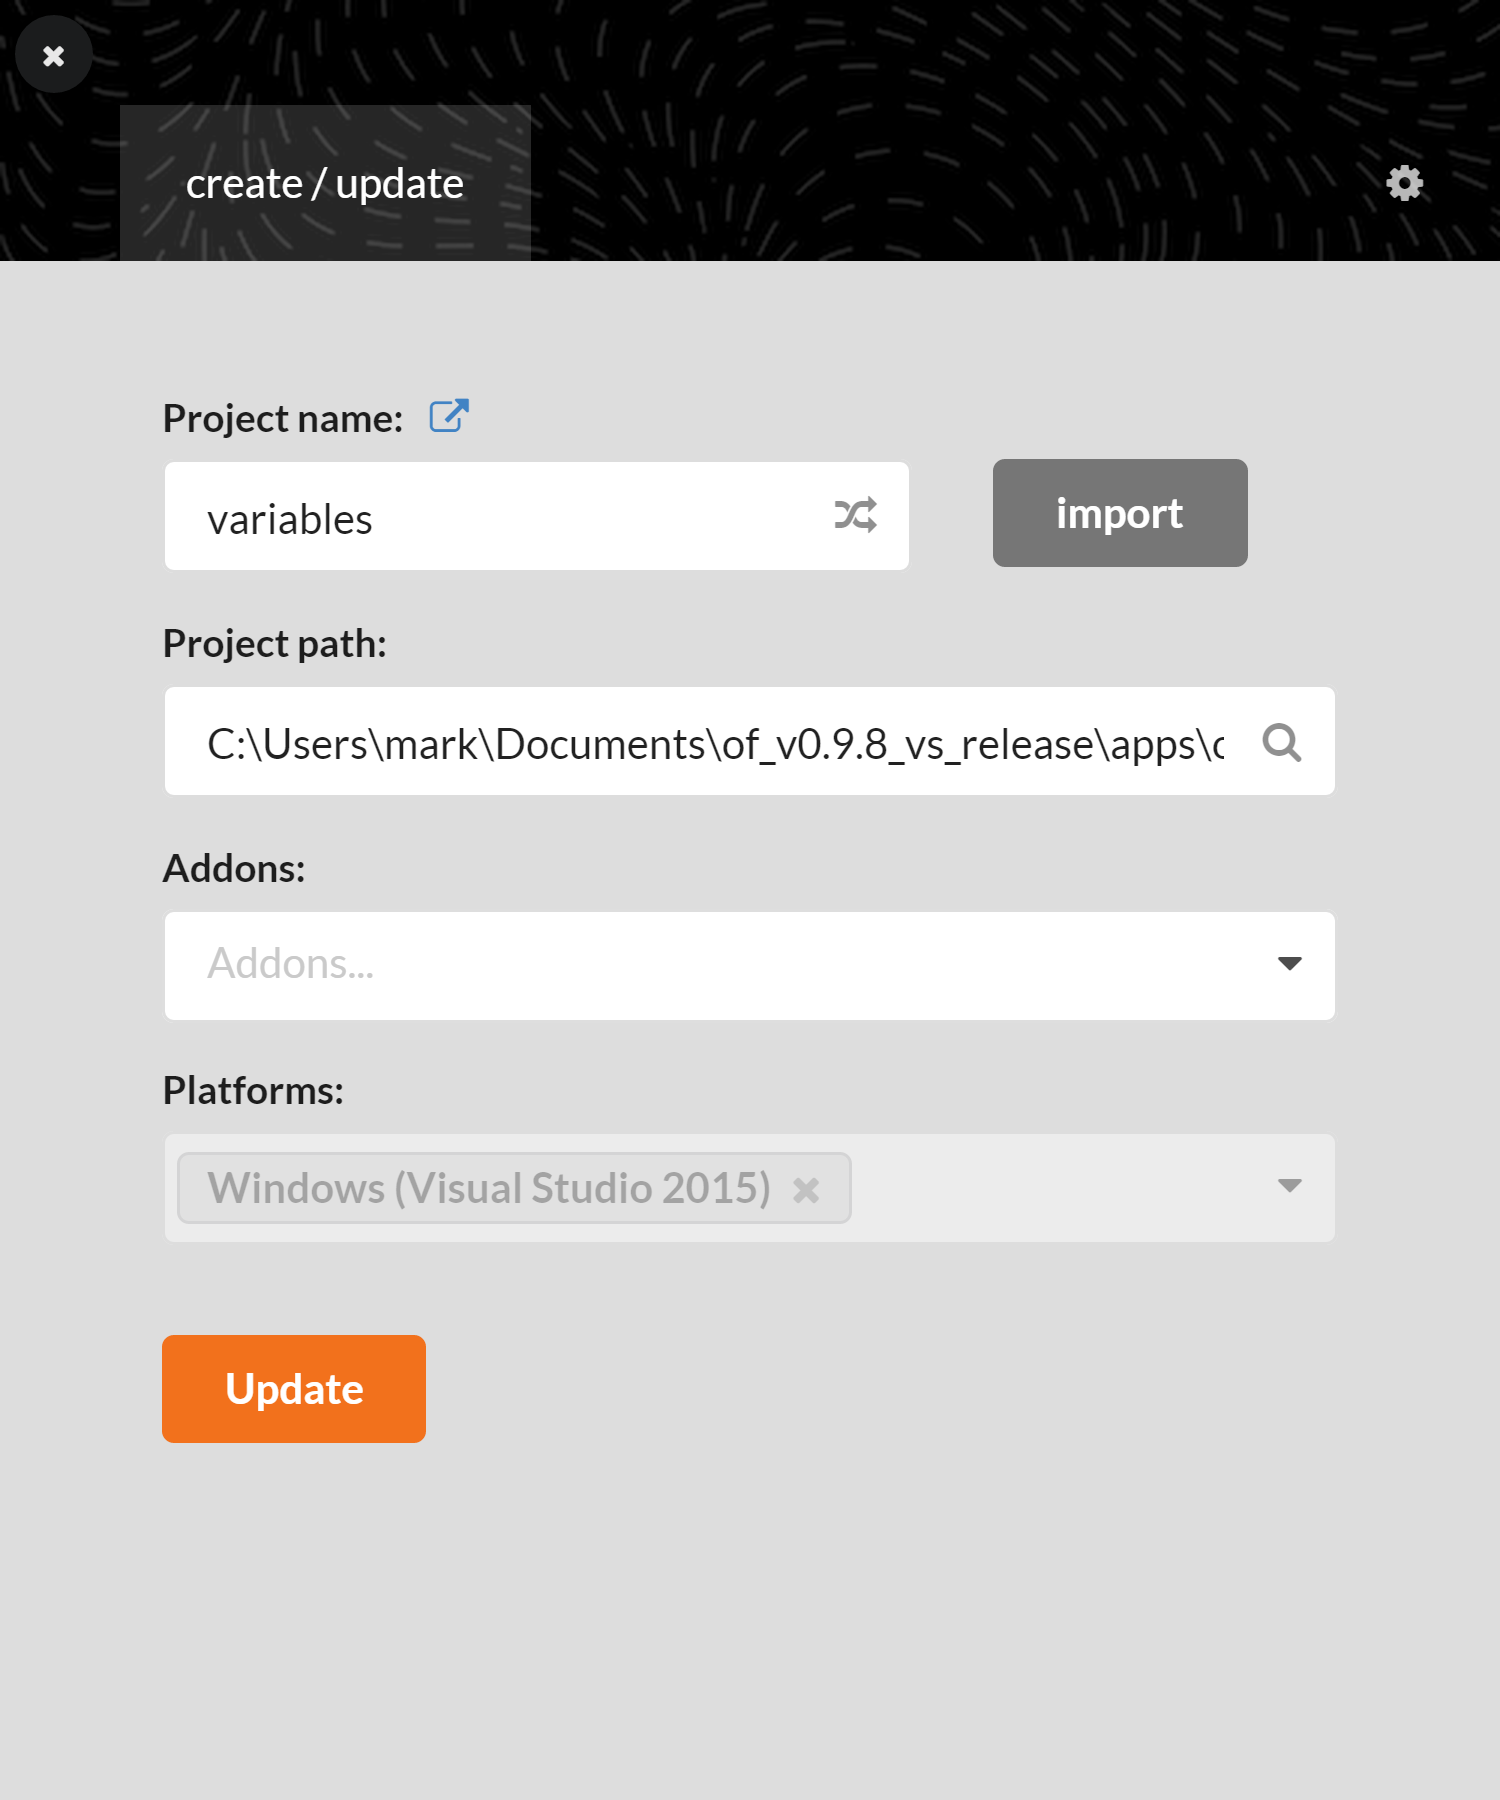 create / update
Project name:
variables
import
Project path:
C:\Users\mark\Documents\of_v0.9.8_vs_release\apps\
Addons:
Addons...
Platforms:
Windows (Visual Studio 2015)
Update